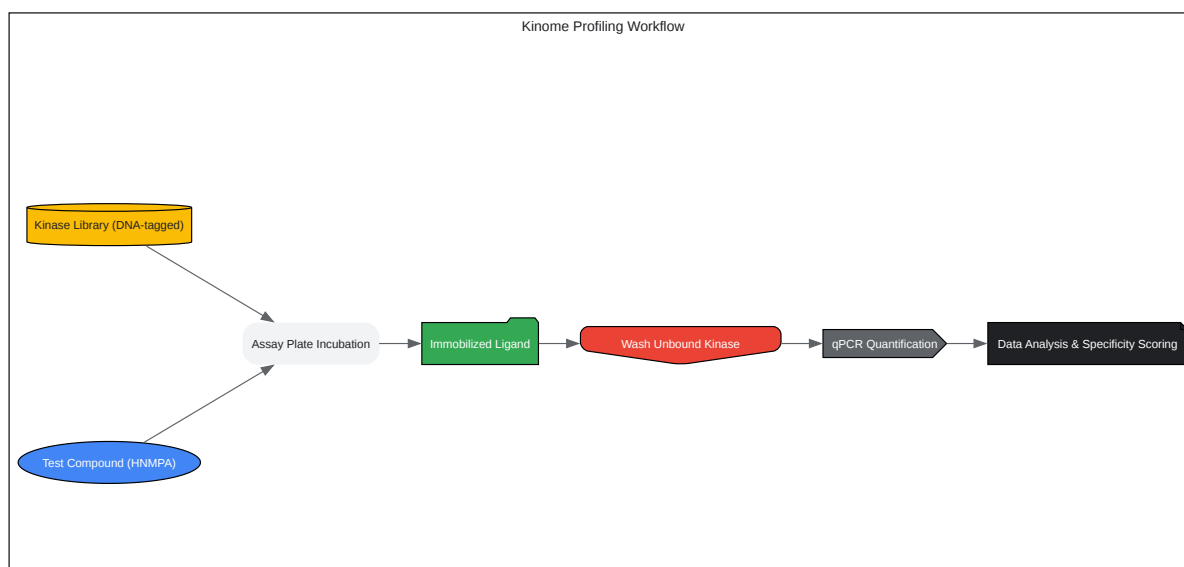 Kinome Profiling Workflow
Kinase Library (DNA-tagged)
Assay Plate Incubation
Immobilized Ligand
Wash Unbound Kinase
qPCR Quantification
Data Analysis & Specificity Scoring
Test Compound (HNMPA)